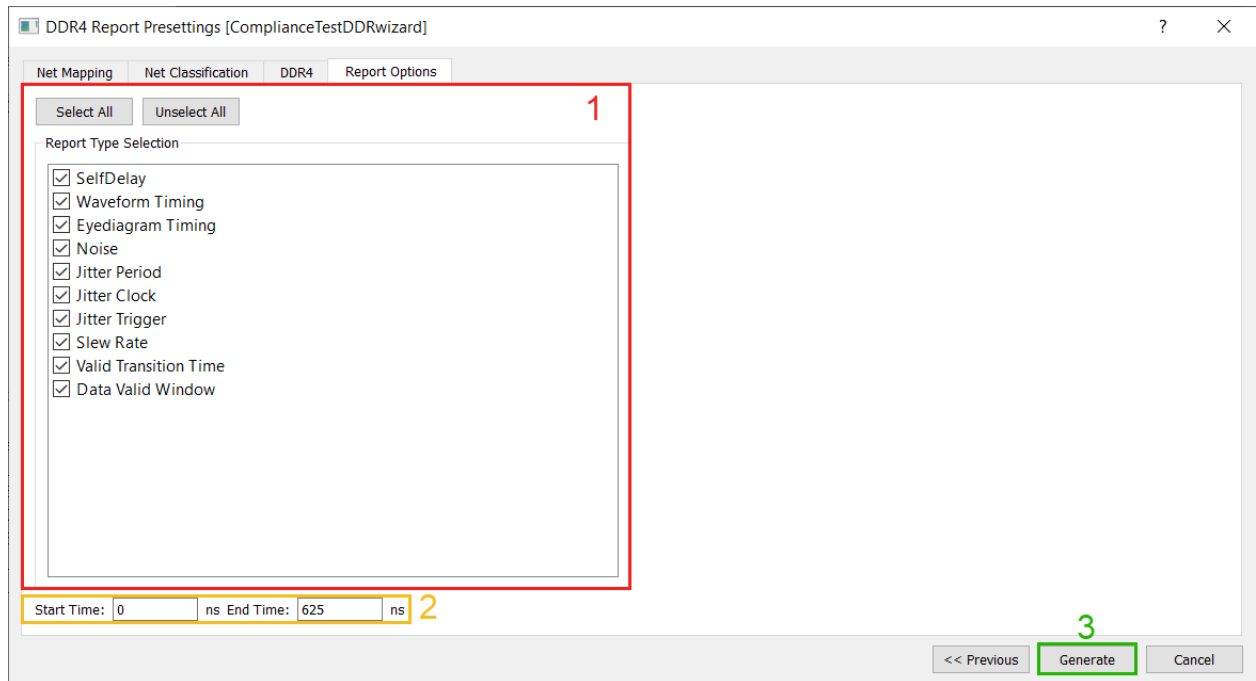 DDR4 Report Presettings [ComplianceTestDDRwizard] ? X
Net Mapping Net Classification DDR4 Report Options
Select All Unselect All 1
Report Type Selection
SelfDelay
Waveform Timing
Eyediagram Timing
Noise
Jitter Period
Jitter Clock
Jitter Trigger
Slew Rate
Valid Transition Time
Data Valid Window
Start Time: 0 ns End Time: 625 ns 2
3
<< Previous Generate Cancel